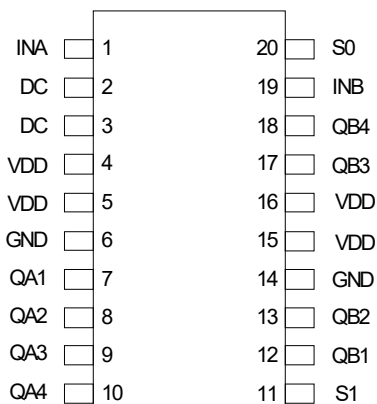 INA 1 20 S0
DC 2 19 INB
DC 3 18 QB4
VDD 4 17 QB3
VDD 5 16 VDD
GND 6 15 VDD
QA1 7 14 GND
QA2 8 13 QB2
QA3 9 12 QB1
QA4 10 11 S1